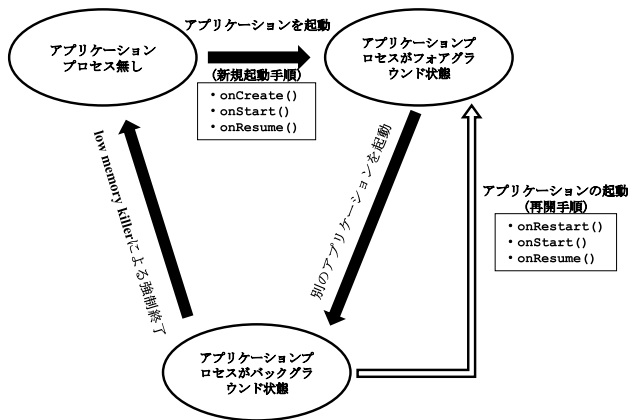 アプリケーションを起動
アプリケーション
プロセス無し
アプリケーションプ
ロセスがフォアグラ
ウンド状態
(新規起動手順)
・onCreate()
・onStart()
・onResume()
low memory killerによる強制終了
別のアプリケーションを起動
アプリケーションの起動
(再開手順)
・onRestart()
・onStart()
・onResume()
アプリケーションプ
ロセスがバックグラ
ウンド状態